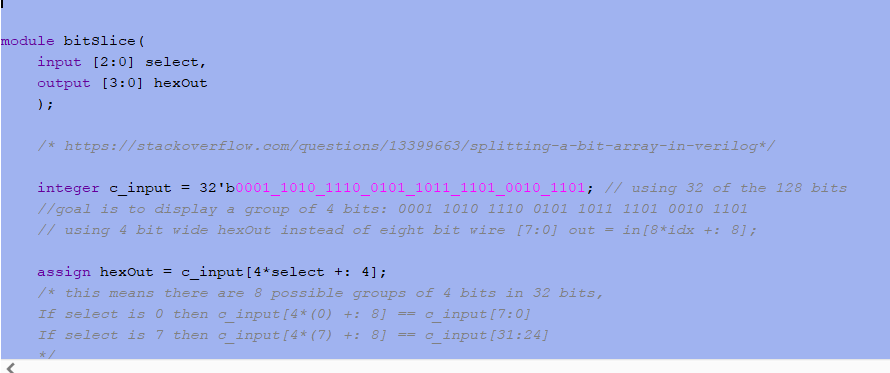 module bitSlice(
input [2:0] select,
output [3:0] hexOut
);
/* https://stackoverflow.com/questions/13399663/splitting-a-bit-array-in-verilog*/
integer c_input = 32'b0001_1010_1110_0101_1011_1101_0010_1101; // using 32 of the 128 bits
//goal is to display a group of 4 bits: 0001 1010 1110 0101 1011 1101 0010 1101
// using 4 bit wide hexOut instead of eight bit wire [7:0] out = in[8*idx +: 8];
assign hexOut = c_input[4*select +: 4];
/* this means there are 8 possible groups of 4 bits in 32 bits,
If select is 0 then c_input[4*(0) +: 8] == c_input[7:0]
If select is 7 then c_input[4*(7) +: 8] == c_input[31:24]
*/